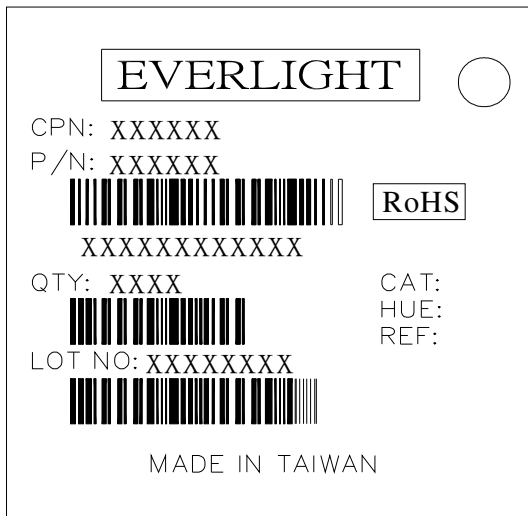 EVERLIGHT
CPN: XXXXXX
P/N: XXXXXX
RoHS
XXXXXXXXXXXX
QTY: XXXX
CAT:
HUE:
REF:
LOT NO: XXXXXXXX
MADE IN TAIWAN